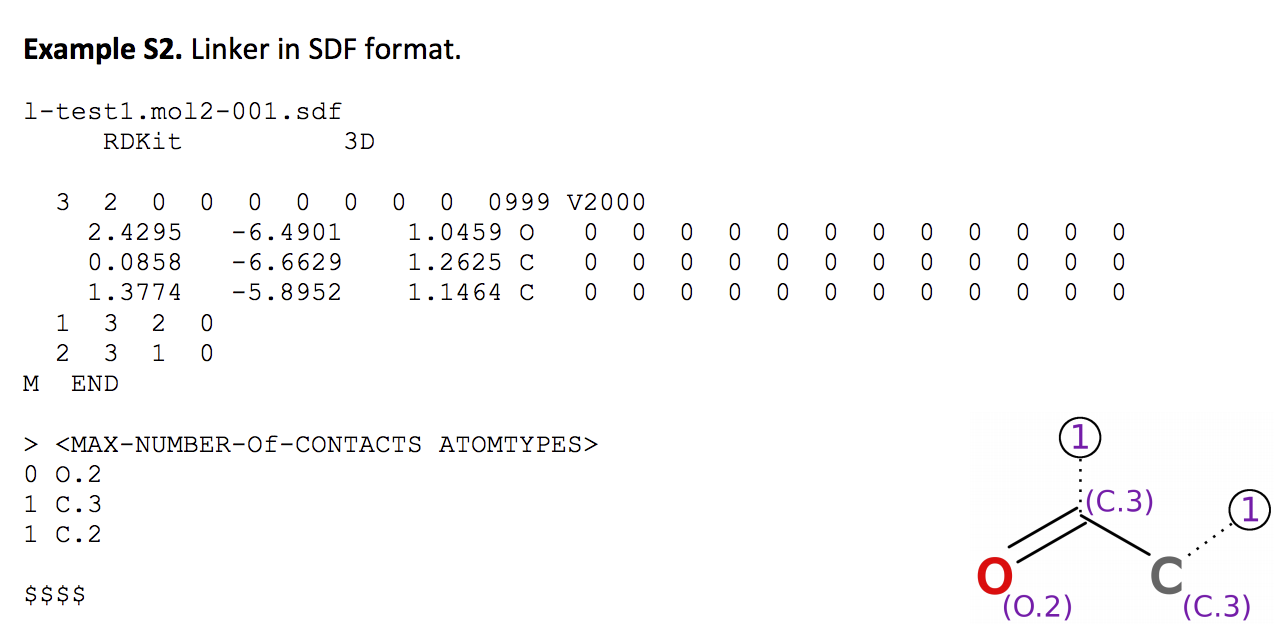 Example S2. Linker in SDF format.
l-test1.mol2-001.sdf
RDKit 3D
3 2 0 0 0 0 0 0 0 0999 V2000
2.4295 -6.4901 1.0459 O 0 0 0 0 0 0 0 0 0 0 0 0
0.0858 -6.6629 1.2625 C 0 0 0 0 0 0 0 0 0 0 0 0
1.3774 -5.8952 1.1464 C 0 0 0 0 0 0 0 0 0 0 0 0
1 3 2 0
2 3 1 0
M END
> <MAX-NUMBER-Of-CONTACTS ATOMTYPES>
0 O.2
1 C.3
1 C.2
$$$$
1
(C.3)
1
O
(O.2)
C
(C.3)